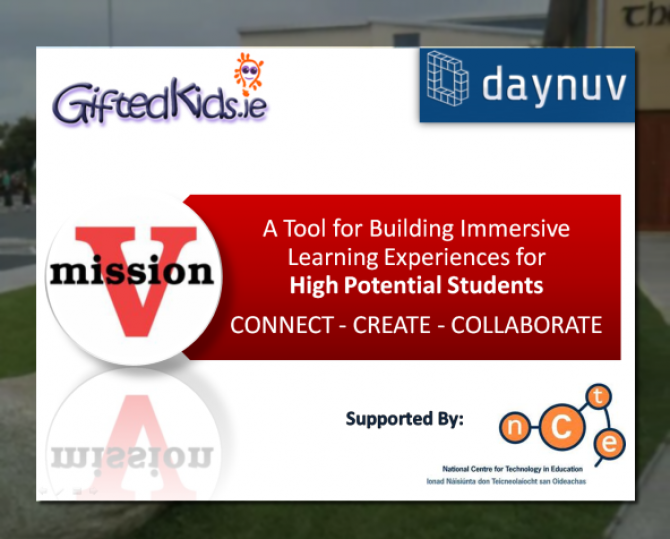 GiftedKids.ie
daynuv
mission
V
A Tool for Building Immersive
Learning Experiences for
High Potential Students
CONNECT - CREATE - COLLABORATE
Supported By:
n c t e
National Centre for Technology in Education
Ionad Náisiúnta don Teicneolaíocht san Oideachas